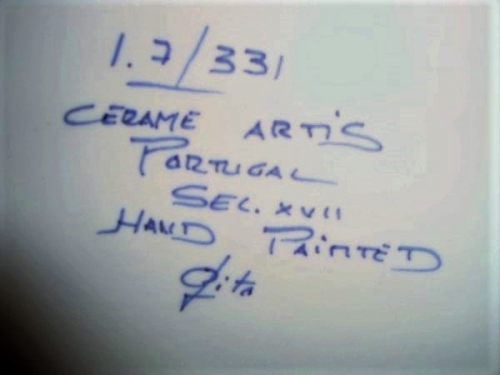 1.7/331
CERAME ARTiS
PORTUGAL
SEC. XVII
HAND PAiNTED